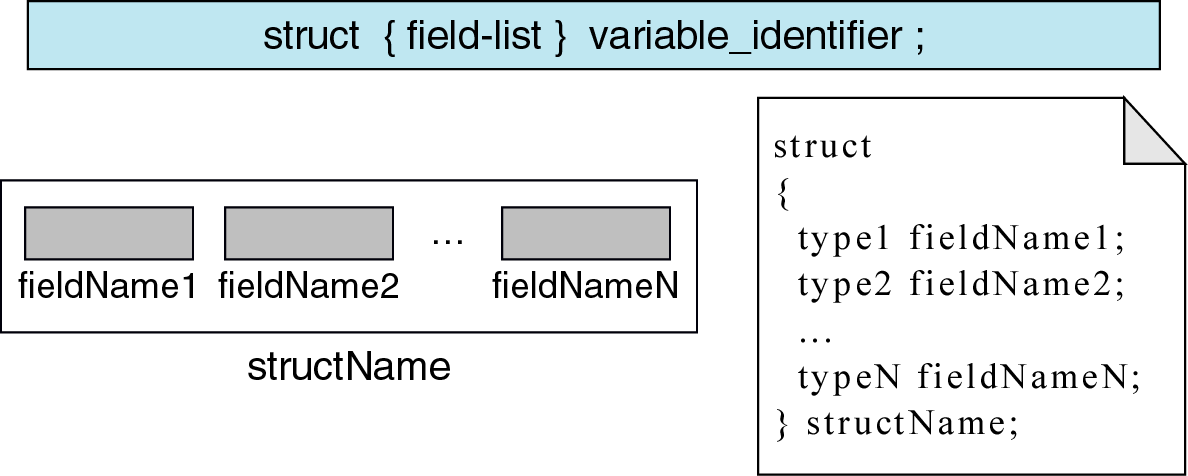 struct { field-list } variable_identifier ;
fieldName1 fieldName2 ... fieldNameN
structName
struct
{
type1 fieldName1;
type2 fieldName2;
...
typeN fieldNameN;
} structName;